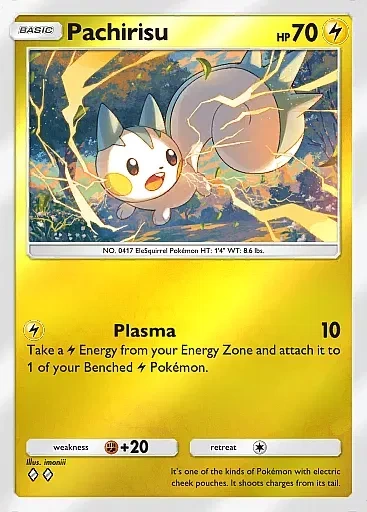 BASIC Pachirisu HP 70
NO. 0417 EleSquirrel Pokémon HT: 1'4" WT: 8.6 lbs.
Plasma 10
Take a Energy from your Energy Zone and attach it to
1 of your Benched Pokémon.
weakness +20 retreat
Illus. imoniii
It's one of the kinds of Pokémon with electric
cheek pouches. It shoots charges from its tail.